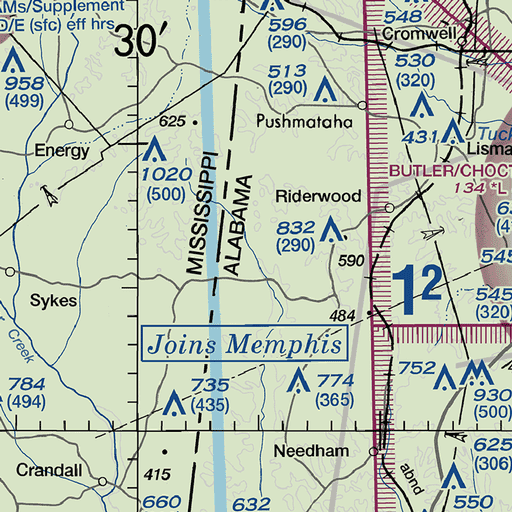 KMs/Supplement
D/E (sfc) eff hrs
30′
596
(290)
548
Cromwell
958
(499)
513
(290)
530
(320)
625
Pushmataha
431
Energy
BUTLER/CHOCT
134 *L
1020
(500)
MISSISSIPPI
ALABAMA
Riderwood
832
(290)
590
545
Sykes
12
545
(320)
484
Creek
Joins Memphis
784
(494)
735
(435)
774
(365)
752
930
(500)
625
(306)
Crandall
415
Needham
abnd
660
632
550